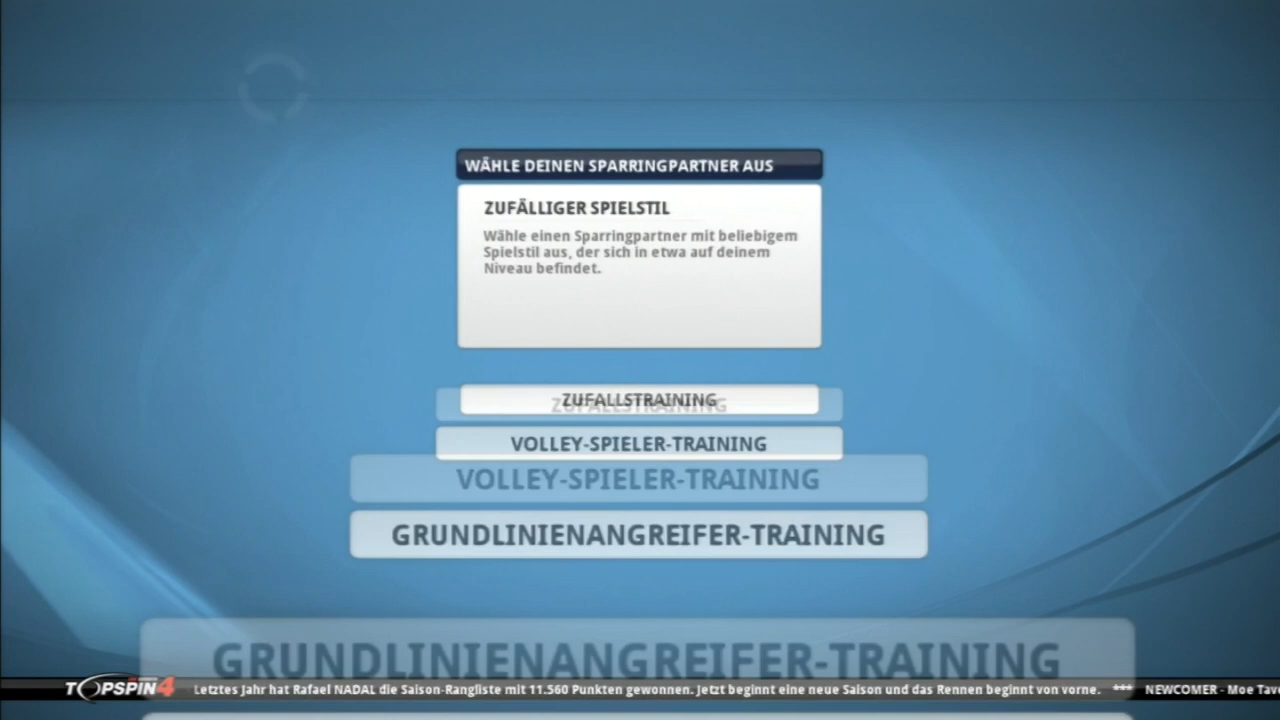 WÄHLE DEINEN SPARRINGPARTNER AUS
ZUFÄLLIGER SPIELSTIL
Wähle einen Sparringpartner mit beliebigem
Spielstil aus, der sich in etwa auf deinem
Niveau befindet.
ZUFALLSTRAINING
ZUFALLSTRAINING
VOLLEY-SPIELER-TRAINING
VOLLEY-SPIELER-TRAINING
GRUNDLINIENANGREIFER-TRAINING
GRUNDLINIENANGREIFER-TRAINING
TOPSPIN4 Letztes Jahr hat Rafael NADAL die Saison-Rangliste mit 11.560 Punkten gewonnen. Jetzt beginnt eine neue Saison und das Rennen beginnt von vorne. *** NEWCOMER - Moe Tave